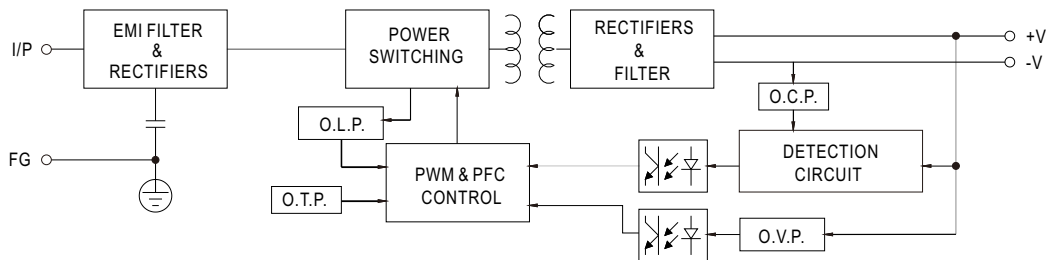 I/P
EMI FILTER
&
RECTIFIERS
POWER
SWITCHING
RECTIFIERS
&
FILTER
+V
-V
O.C.P.
O.L.P.
FG
PWM & PFC
CONTROL
DETECTION
CIRCUIT
O.T.P.
O.V.P.